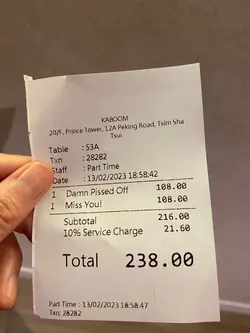 KABOOM
20/F, Prince Tower, 12A Peking Road, Tsim Sha
Tsui
Table : 53A
Txn : 28282
Staff : Part Time
Date : 13/02/2023 18:58:42
1 Damn Pissed Off 108.00
1 Miss You! 108.00
Subtotal 216.00
10% Service Charge 21.60
Total 238.00
Part Time : 13/02/2023 18:58:47
Txn: 28282